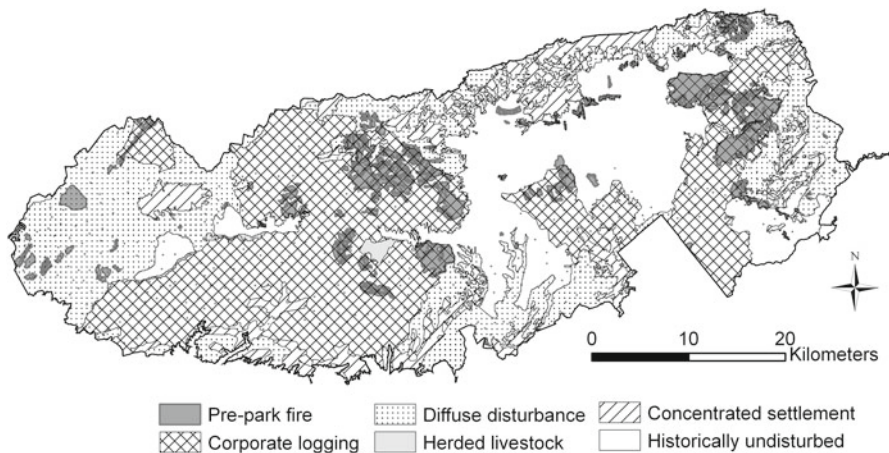 N
0 10 20
Kilometers
Pre-park fire Diffuse disturbance Concentrated settlement
Corporate logging Herded livestock Historically undisturbed